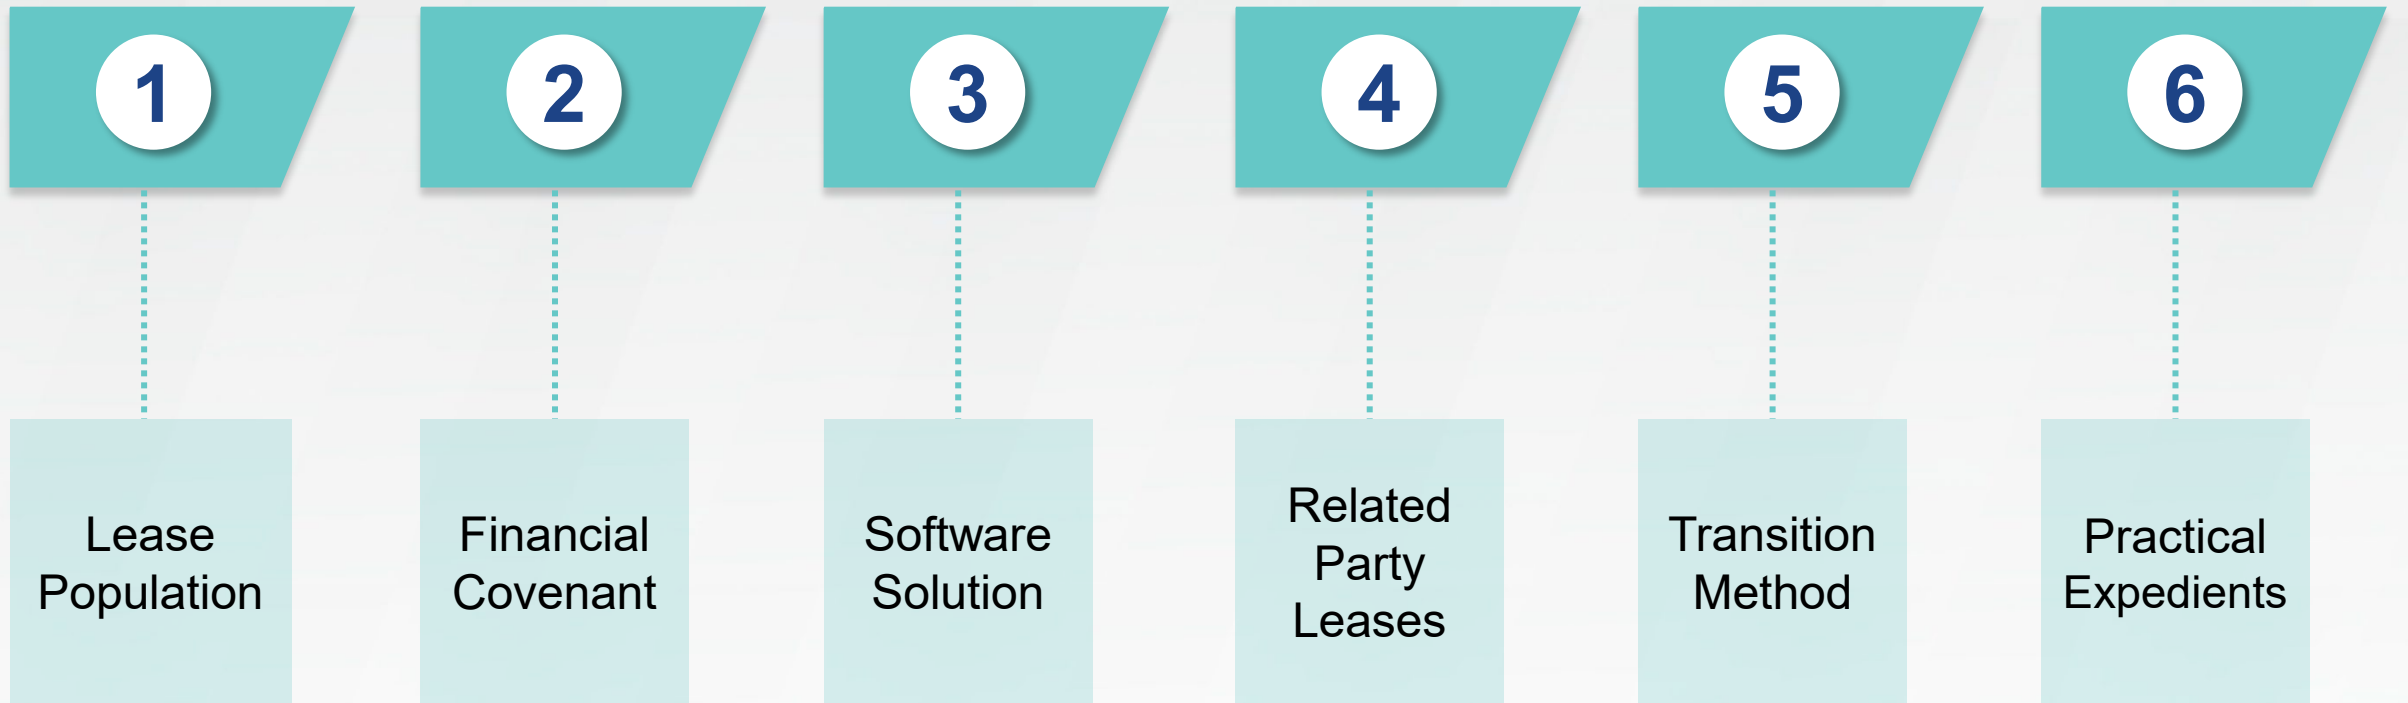 1
2
3
4
5
6
Lease
Population
Financial
Covenant
Software
Solution
Related
Party
Leases
Transition
Method
Practical
Expedients